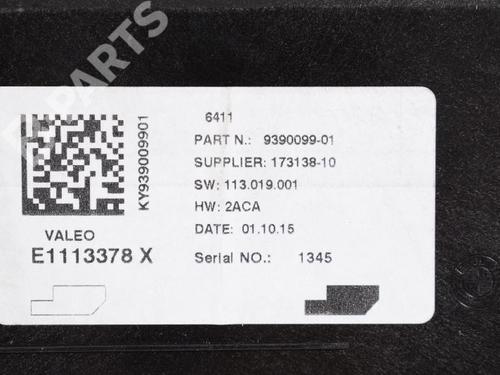 B-PARTS
6411
PART N.: 9390099-01
SUPPLIER: 173138-10
SW: 113.019.001
HW: 2ACA
DATE: 01.10.15
Serial NO.: 1345
KY939009901
VALEO
E1113378 X